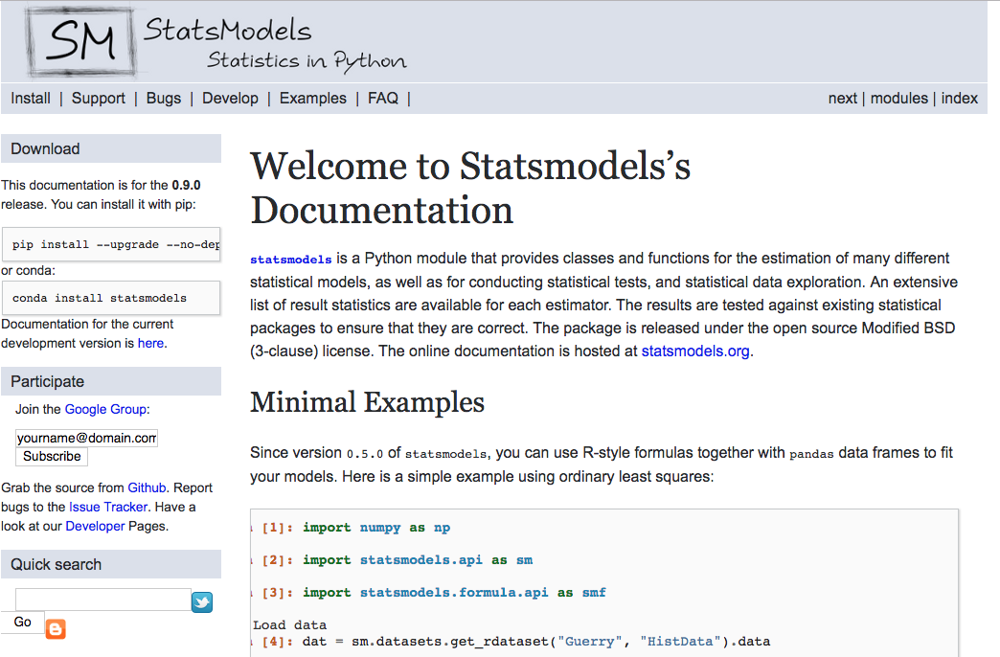 SM StatsModels
Statistics in Python
Install | Support | Bugs | Develop | Examples | FAQ |
next | modules | index
Download
This documentation is for the 0.9.0
release. You can install it with pip:
pip install --upgrade --no-dep
or conda:
conda install statsmodels
Documentation for the current
development version is here.
Participate
Join the Google Group:
yourname@domain.com
Subscribe
Grab the source from Github. Report
bugs to the Issue Tracker. Have a
look at our Developer Pages.
Quick search
Go
Welcome to Statsmodels’s
Documentation
statsmodels is a Python module that provides classes and functions for the estimation of many different
statistical models, as well as for conducting statistical tests, and statistical data exploration. An extensive
list of result statistics are available for each estimator. The results are tested against existing statistical
packages to ensure that they are correct. The package is released under the open source Modified BSD
(3-clause) license. The online documentation is hosted at statsmodels.org.
Minimal Examples
Since version 0.5.0 of statsmodels, you can use R-style formulas together with pandas data frames to fit
your models. Here is a simple example using ordinary least squares:
[1]: import numpy as np
[2]: import statsmodels.api as sm
[3]: import statsmodels.formula.api as smf
Load data
[4]: dat = sm.datasets.get_rdataset("Guerry", "HistData").data